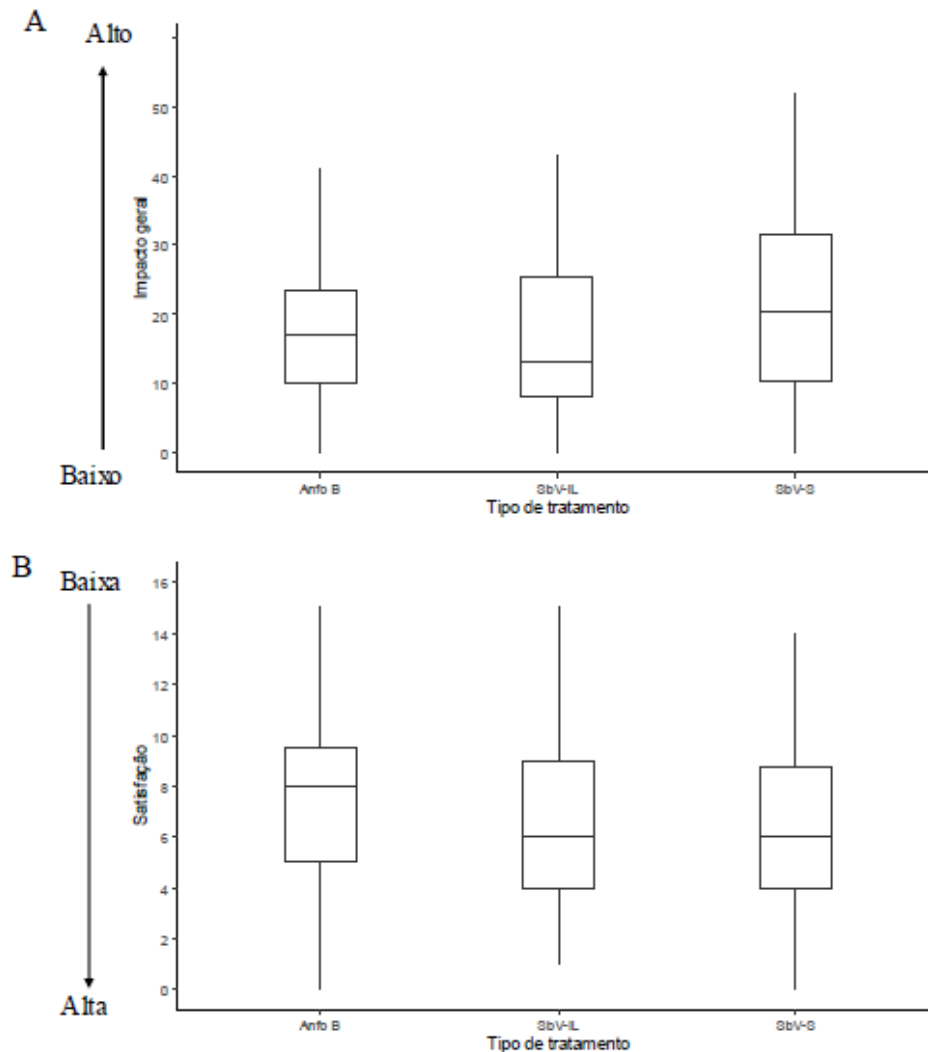 A
Alto
50
40
30
20
10
0
Impacto geral
Baixo
Anfo B
SbV-IL
SbV-S
Tipo de tratamento
B
Baixa
16
14
12
10
8
6
4
2
0
Satisfação
Alta
Anfo B
SbV-IL
SbV-S
Tipo de tratamento